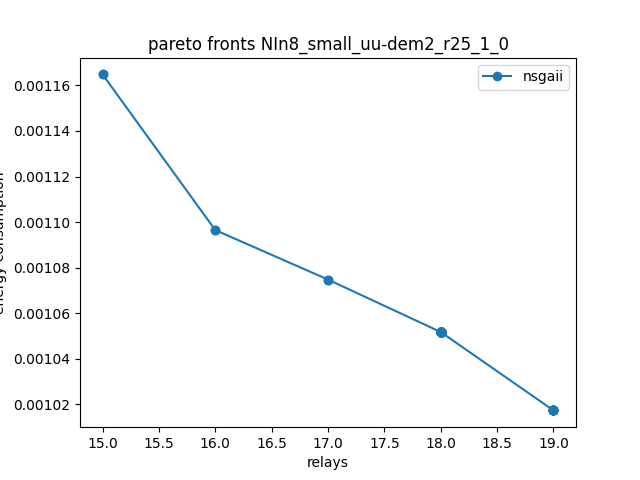 pareto fronts NIn8_small_uu-dem2_r25_1_0
nsgaii
0.00116
0.00114
0.00112
0.00110
0.00108
0.00106
0.00104
0.00102
energy consumption
15.0 15.5 16.0 16.5 17.0 17.5 18.0 18.5 19.0
relays